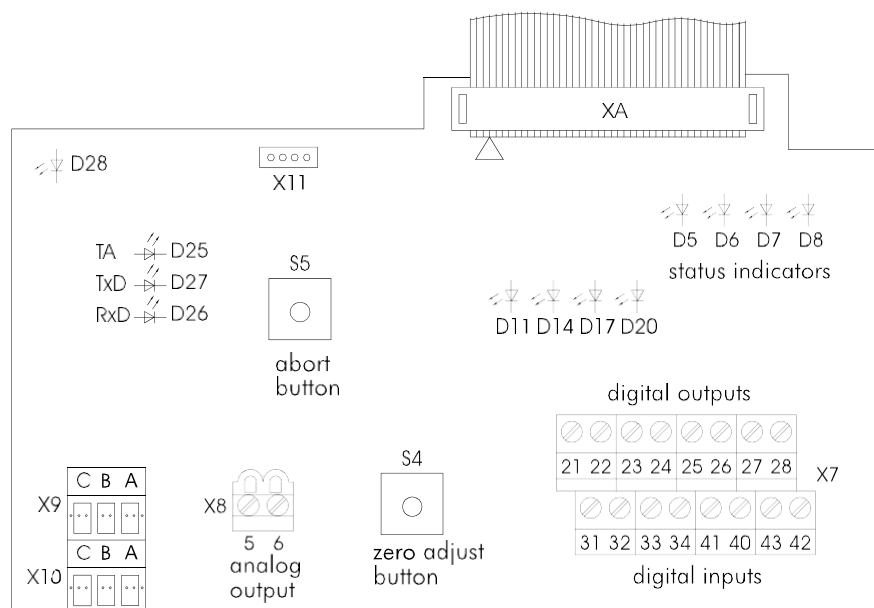 XA
D28
X11
D5 D6 D7 D8
status indicators
TA D25
TxD D27
RxD D26
S5
abort
button
D11 D14 D17 D20
digital outputs
21 22 23 24 25 26 27 28
X7
31 32 33 34 41 40 43 42
digital inputs
S4
zero adjust
button
X8
5 6
analog
output
C B A
X9
C B A
X10